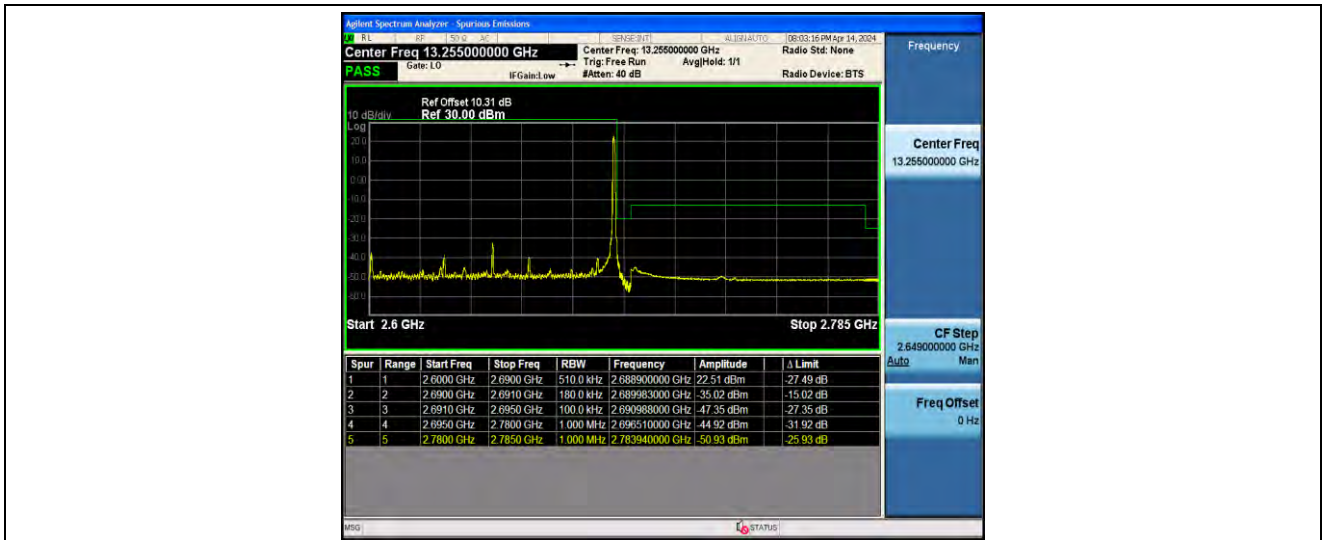 Agilent Spectrum Analyzer - Spurious Emissions
RL RF 50 Ω AC SENSE:INT ALIGNAUTO 08:03:16 PM Apr 14, 2024
Center Freq 13.255000000 GHz Center Freq: 13.255000000 GHz Radio Std: None
Trig: Free Run Avg|Hold: 1/1
PASS Gate: LO IFGain:Low #Atten: 40 dB Radio Device: BTS
Ref Offset 10.31 dB
10 dB/div Ref 30.00 dBm
Log
20.0
10.0
0.00
-10.0
-20.0
-30.0
-40.0
-50.0
-60.0
Start 2.6 GHz Stop 2.785 GHz
Spur Range Start Freq Stop Freq RBW Frequency Amplitude Δ Limit
1 1 2.6000 GHz 2.6900 GHz 510.0 kHz 2.688900000 GHz 22.51 dBm -27.49 dB
2 2 2.6900 GHz 2.6910 GHz 180.0 kHz 2.689983000 GHz -35.02 dBm -15.02 dB
3 3 2.6910 GHz 2.6950 GHz 100.0 kHz 2.690988000 GHz -47.35 dBm -27.35 dB
4 4 2.6950 GHz 2.7800 GHz 1.000 MHz 2.696510000 GHz -44.92 dBm -31.92 dB
5 5 2.7800 GHz 2.7850 GHz 1.000 MHz 2.783940000 GHz -50.93 dBm -25.93 dB
MSG STATUS
Frequency
Center Freq
13.255000000 GHz
CF Step
2.649000000 GHz
Auto Man
Freq Offset
0 Hz